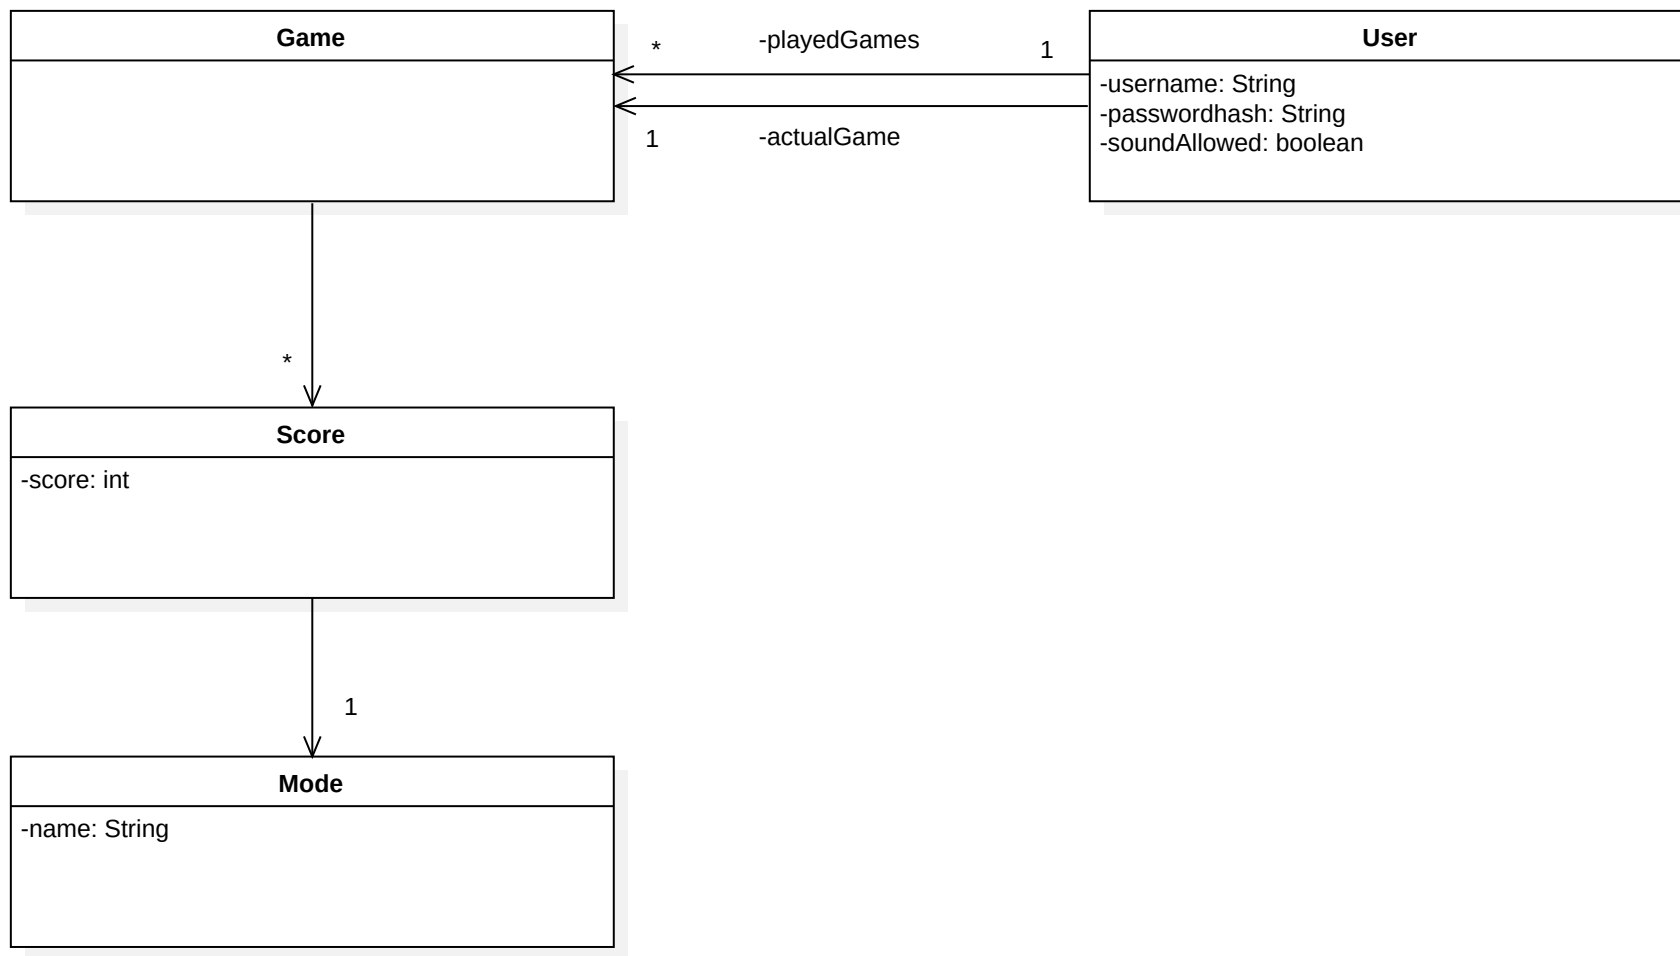 Game
* -playedGames 1
1 -actualGame
User
-username: String
-passwordhash: String
-soundAllowed: boolean
*
Score
-score: int
1
Mode
-name: String